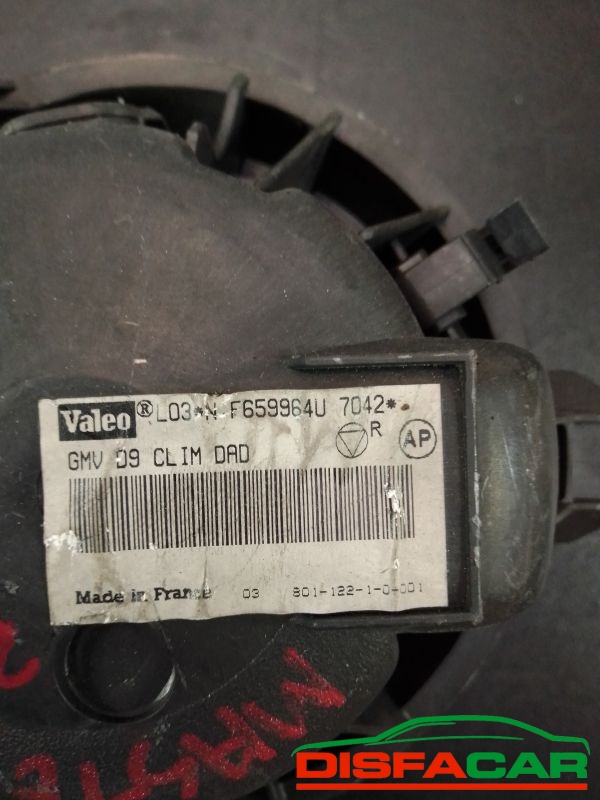 Valeo ® L03*N F659964U 7042*
GMV D9 CLIM DAD
R AP
Made in France 03 801-122-1-0-001
DISFACAR